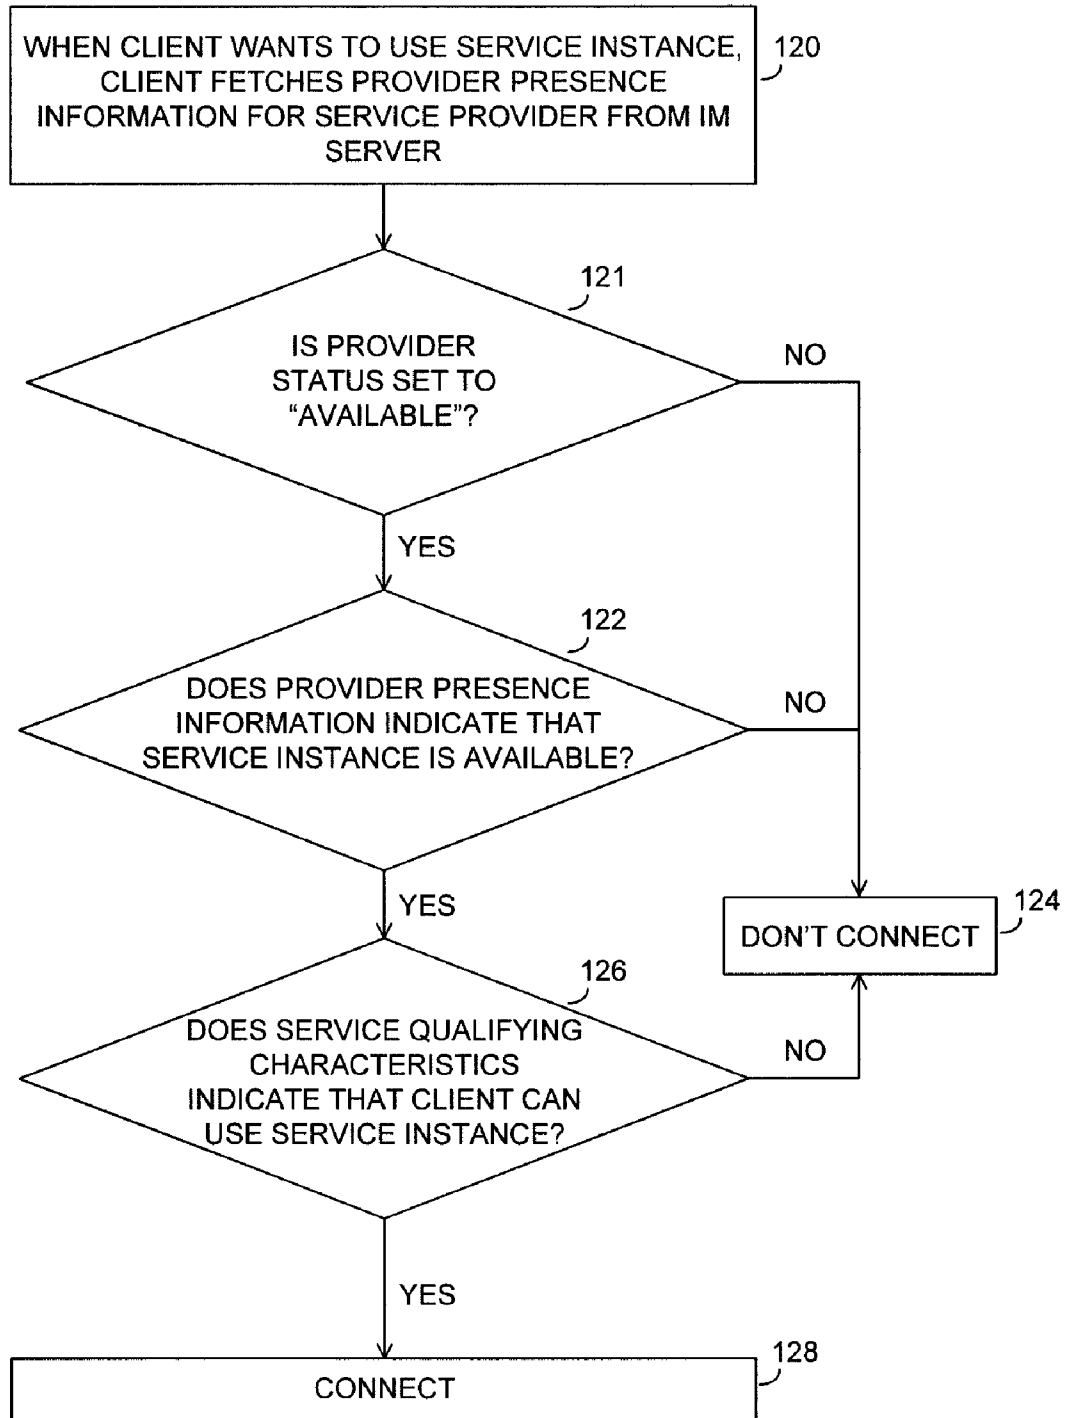 WHEN CLIENT WANTS TO USE SERVICE INSTANCE,
CLIENT FETCHES PROVIDER PRESENCE
INFORMATION FOR SERVICE PROVIDER FROM IM
SERVER
120
121
IS PROVIDER
STATUS SET TO
“AVAILABLE”?
NO
YES
122
DOES PROVIDER PRESENCE
INFORMATION INDICATE THAT
SERVICE INSTANCE IS AVAILABLE?
NO
YES
124
DON'T CONNECT
126
DOES SERVICE QUALIFYING
CHARACTERISTICS
INDICATE THAT CLIENT CAN
USE SERVICE INSTANCE?
NO
YES
128
CONNECT